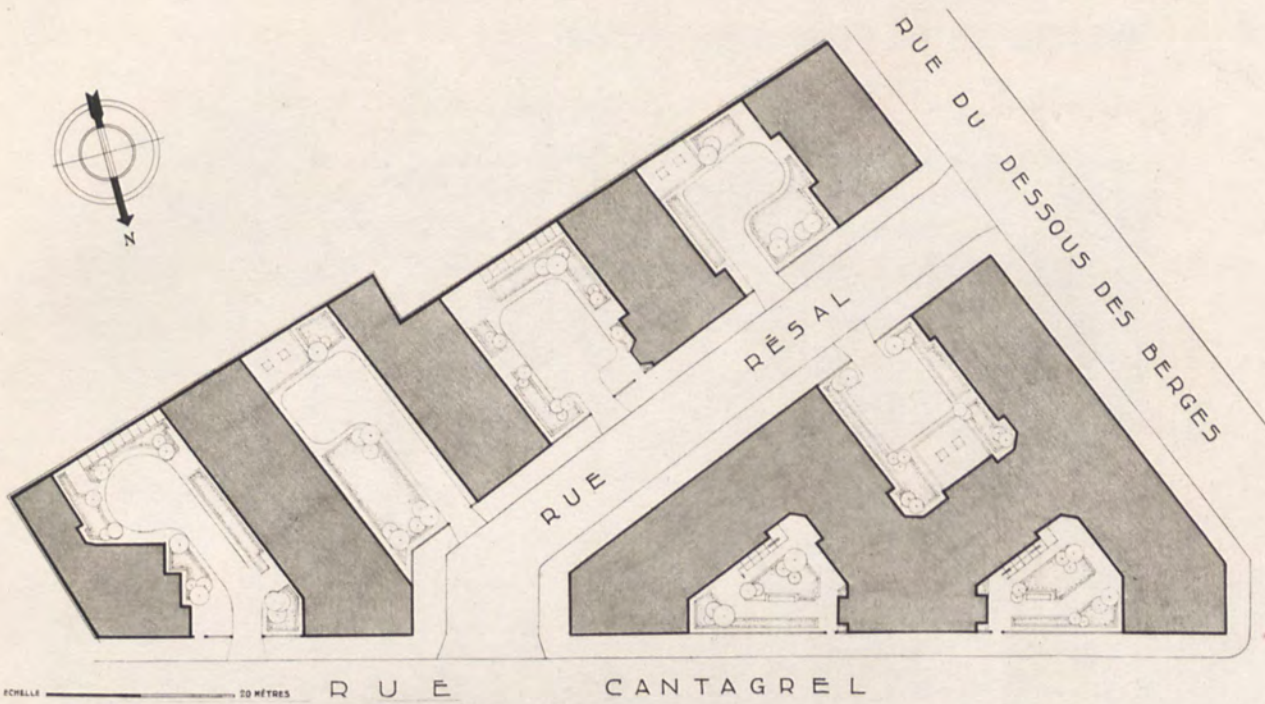 RUE DU DESSOUS DES BERGES
N
RUE RÉSAL
ECHELLE 20 MÈTRES
RUE CANTAGREL